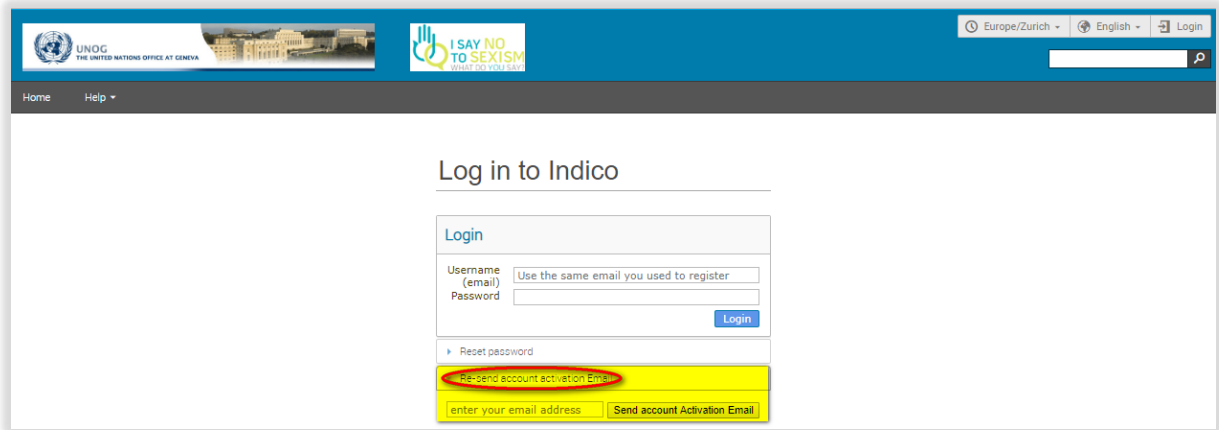 Europe/Zurich English Login
UNOG
THE UNITED NATIONS OFFICE AT GENEVA
I SAY NO
TO SEXISM
WHAT DO YOU SAY?
Home Help
Log in to Indico
Login
Username
(email)
Use the same email you used to register
Password
Login
Reset password
Re-send account activation Email
enter your email address Send account Activation Email